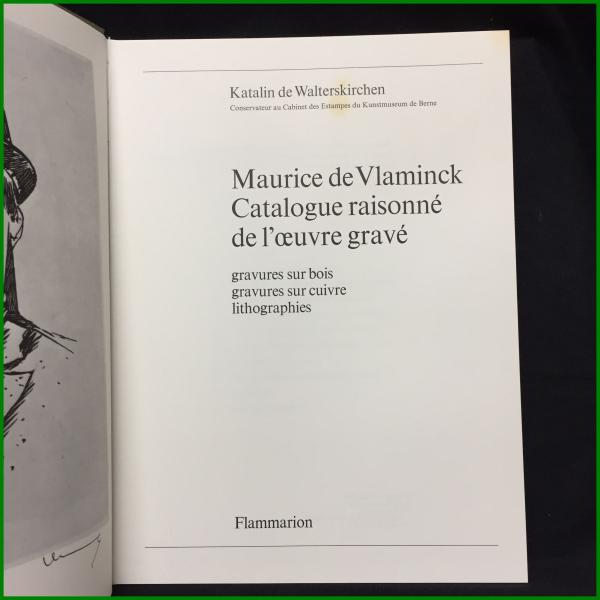 Katalin de Walterskirchen
Conservateur au Cabinet des Estampes du Kunstmuseum de Berne
Maurice de Vlaminck
Catalogue raisonné
de l'œuvre gravé
gravures sur bois
gravures sur cuivre
lithographies
Flammarion